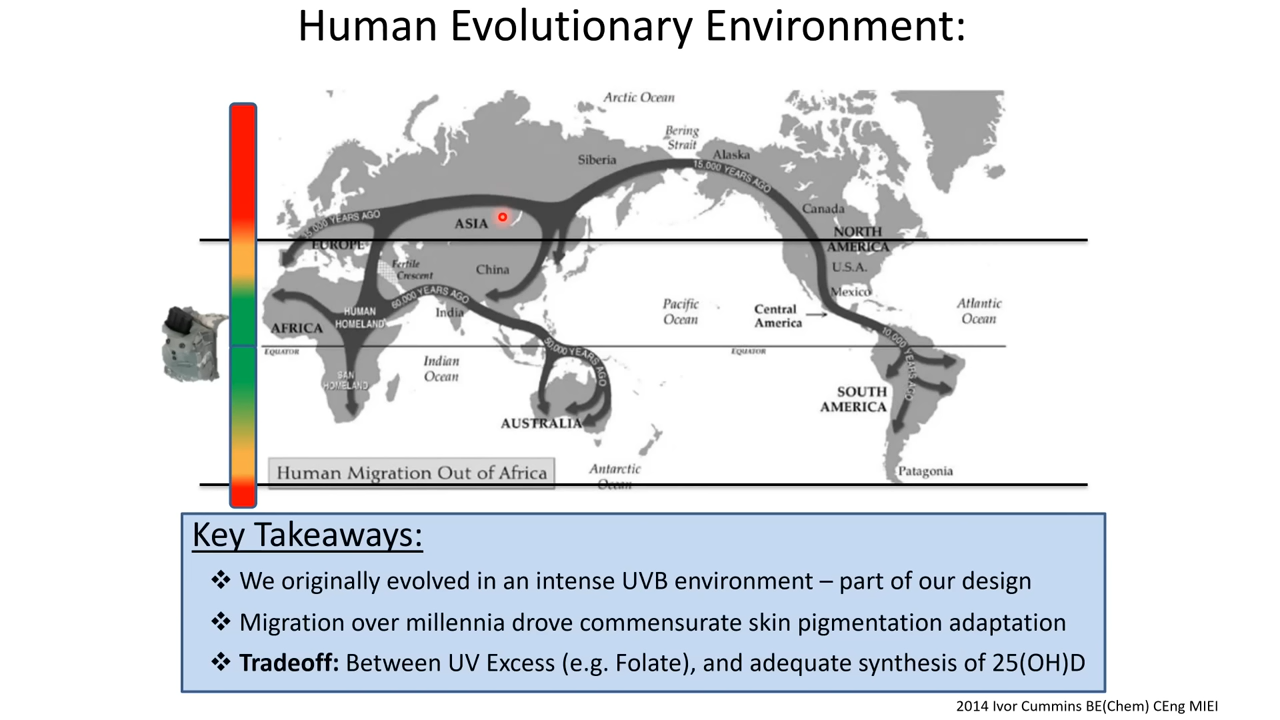 Human Evolutionary Environment:
Arctic Ocean
Bering
Strait
Siberia
Alaska
15,000 YEARS AGO
Canada
35,000 YEARS AGO
ASIA
NORTH
AMERICA
EUROPE
Fertile
Crescent
China
U.S.A.
60,000 YEARS AGO
Mexico
India
Pacific
Ocean
Central
America
Atlantic
Ocean
HUMAN
HOMELAND
AFRICA
10,000 YEARS AGO
EQUATOR
EQUATOR
50,000 YEARS AGO
Indian
Ocean
SAN
HOMELAND
SOUTH
AMERICA
AUSTRALIA
Human Migration Out of Africa
Antarctic
Ocean
Patagonia
Key Takeaways:
❖ We originally evolved in an intense UVB environment – part of our design
❖ Migration over millennia drove commensurate skin pigmentation adaptation
❖ Tradeoff: Between UV Excess (e.g. Folate), and adequate synthesis of 25(OH)D
2014 Ivor Cummins BE(Chem) CEng MIEI